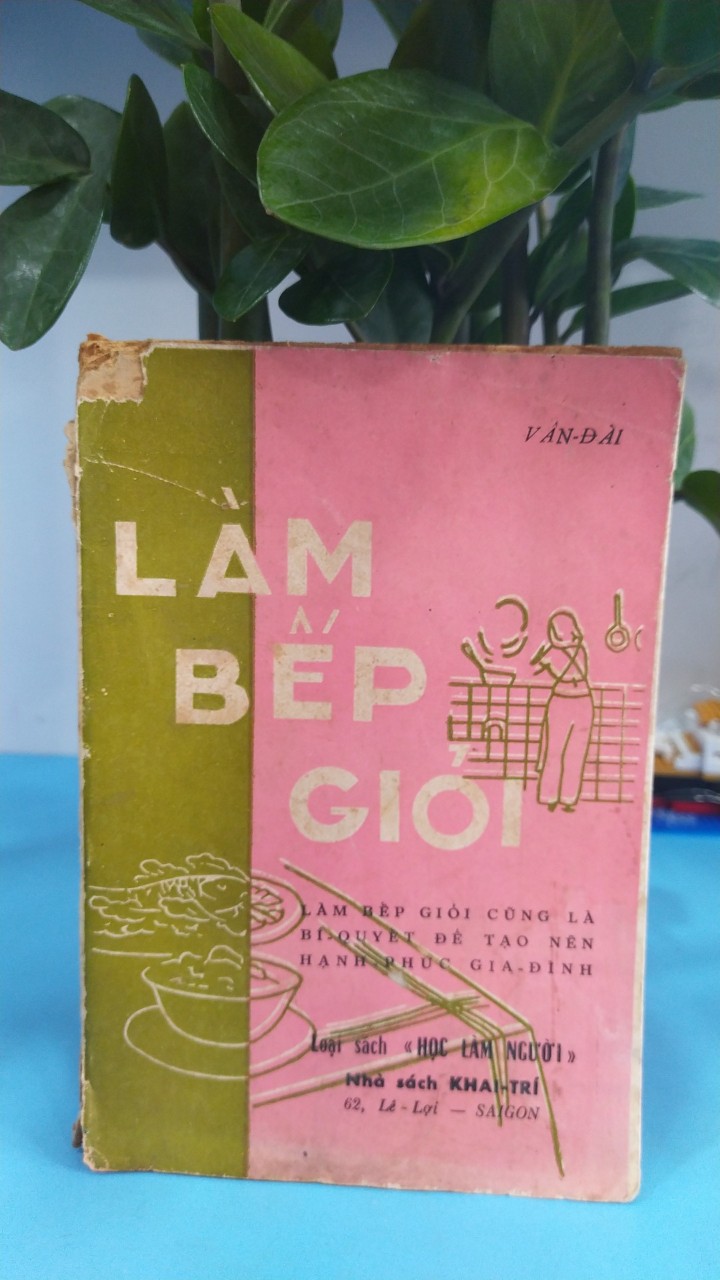 VÂN-ĐÀI
LÀM
BẾP
GIỎI
LÀM BẾP GIỎI CŨNG LÀ
BÍ-QUYẾT ĐỂ TẠO NÊN
HẠNH-PHÚC GIA-ĐÌNH
Loại sách «HỌC LÀM NGƯỜI»
Nhà sách KHAI-TRÍ
62, Lê-Lợi — SAIGON